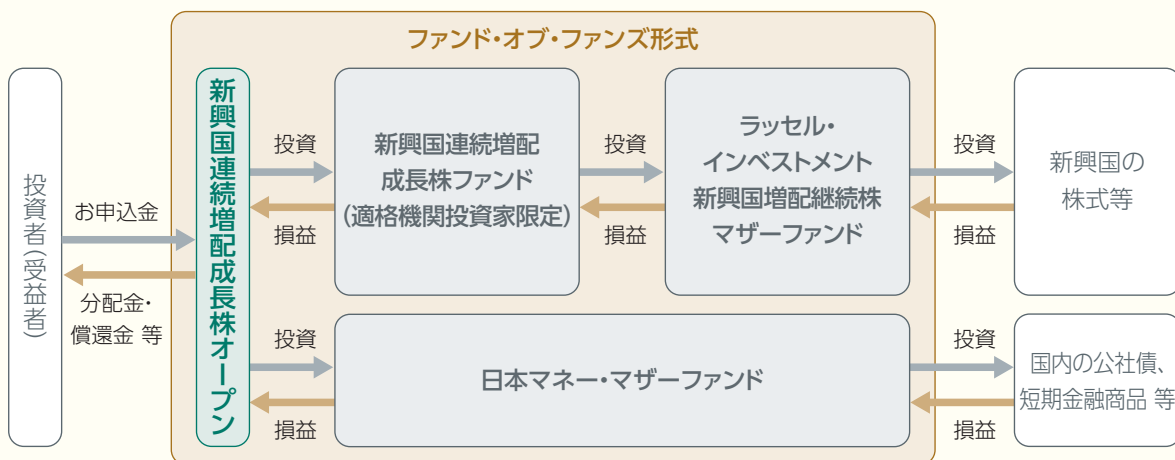 ファンド・オブ・ファンズ形式
投資者(受益者)
お申込金
分配金・
償還金 等
新興国連続増配成長株オープン
投資
損益
新興国連続増配
成長株ファンド
(適格機関投資家限定)
投資
損益
ラッセル・
インベストメント
新興国増配継続株
マザーファンド
投資
損益
新興国の
株式等
投資
損益
日本マネー・マザーファンド
投資
損益
国内の公社債、
短期金融商品 等